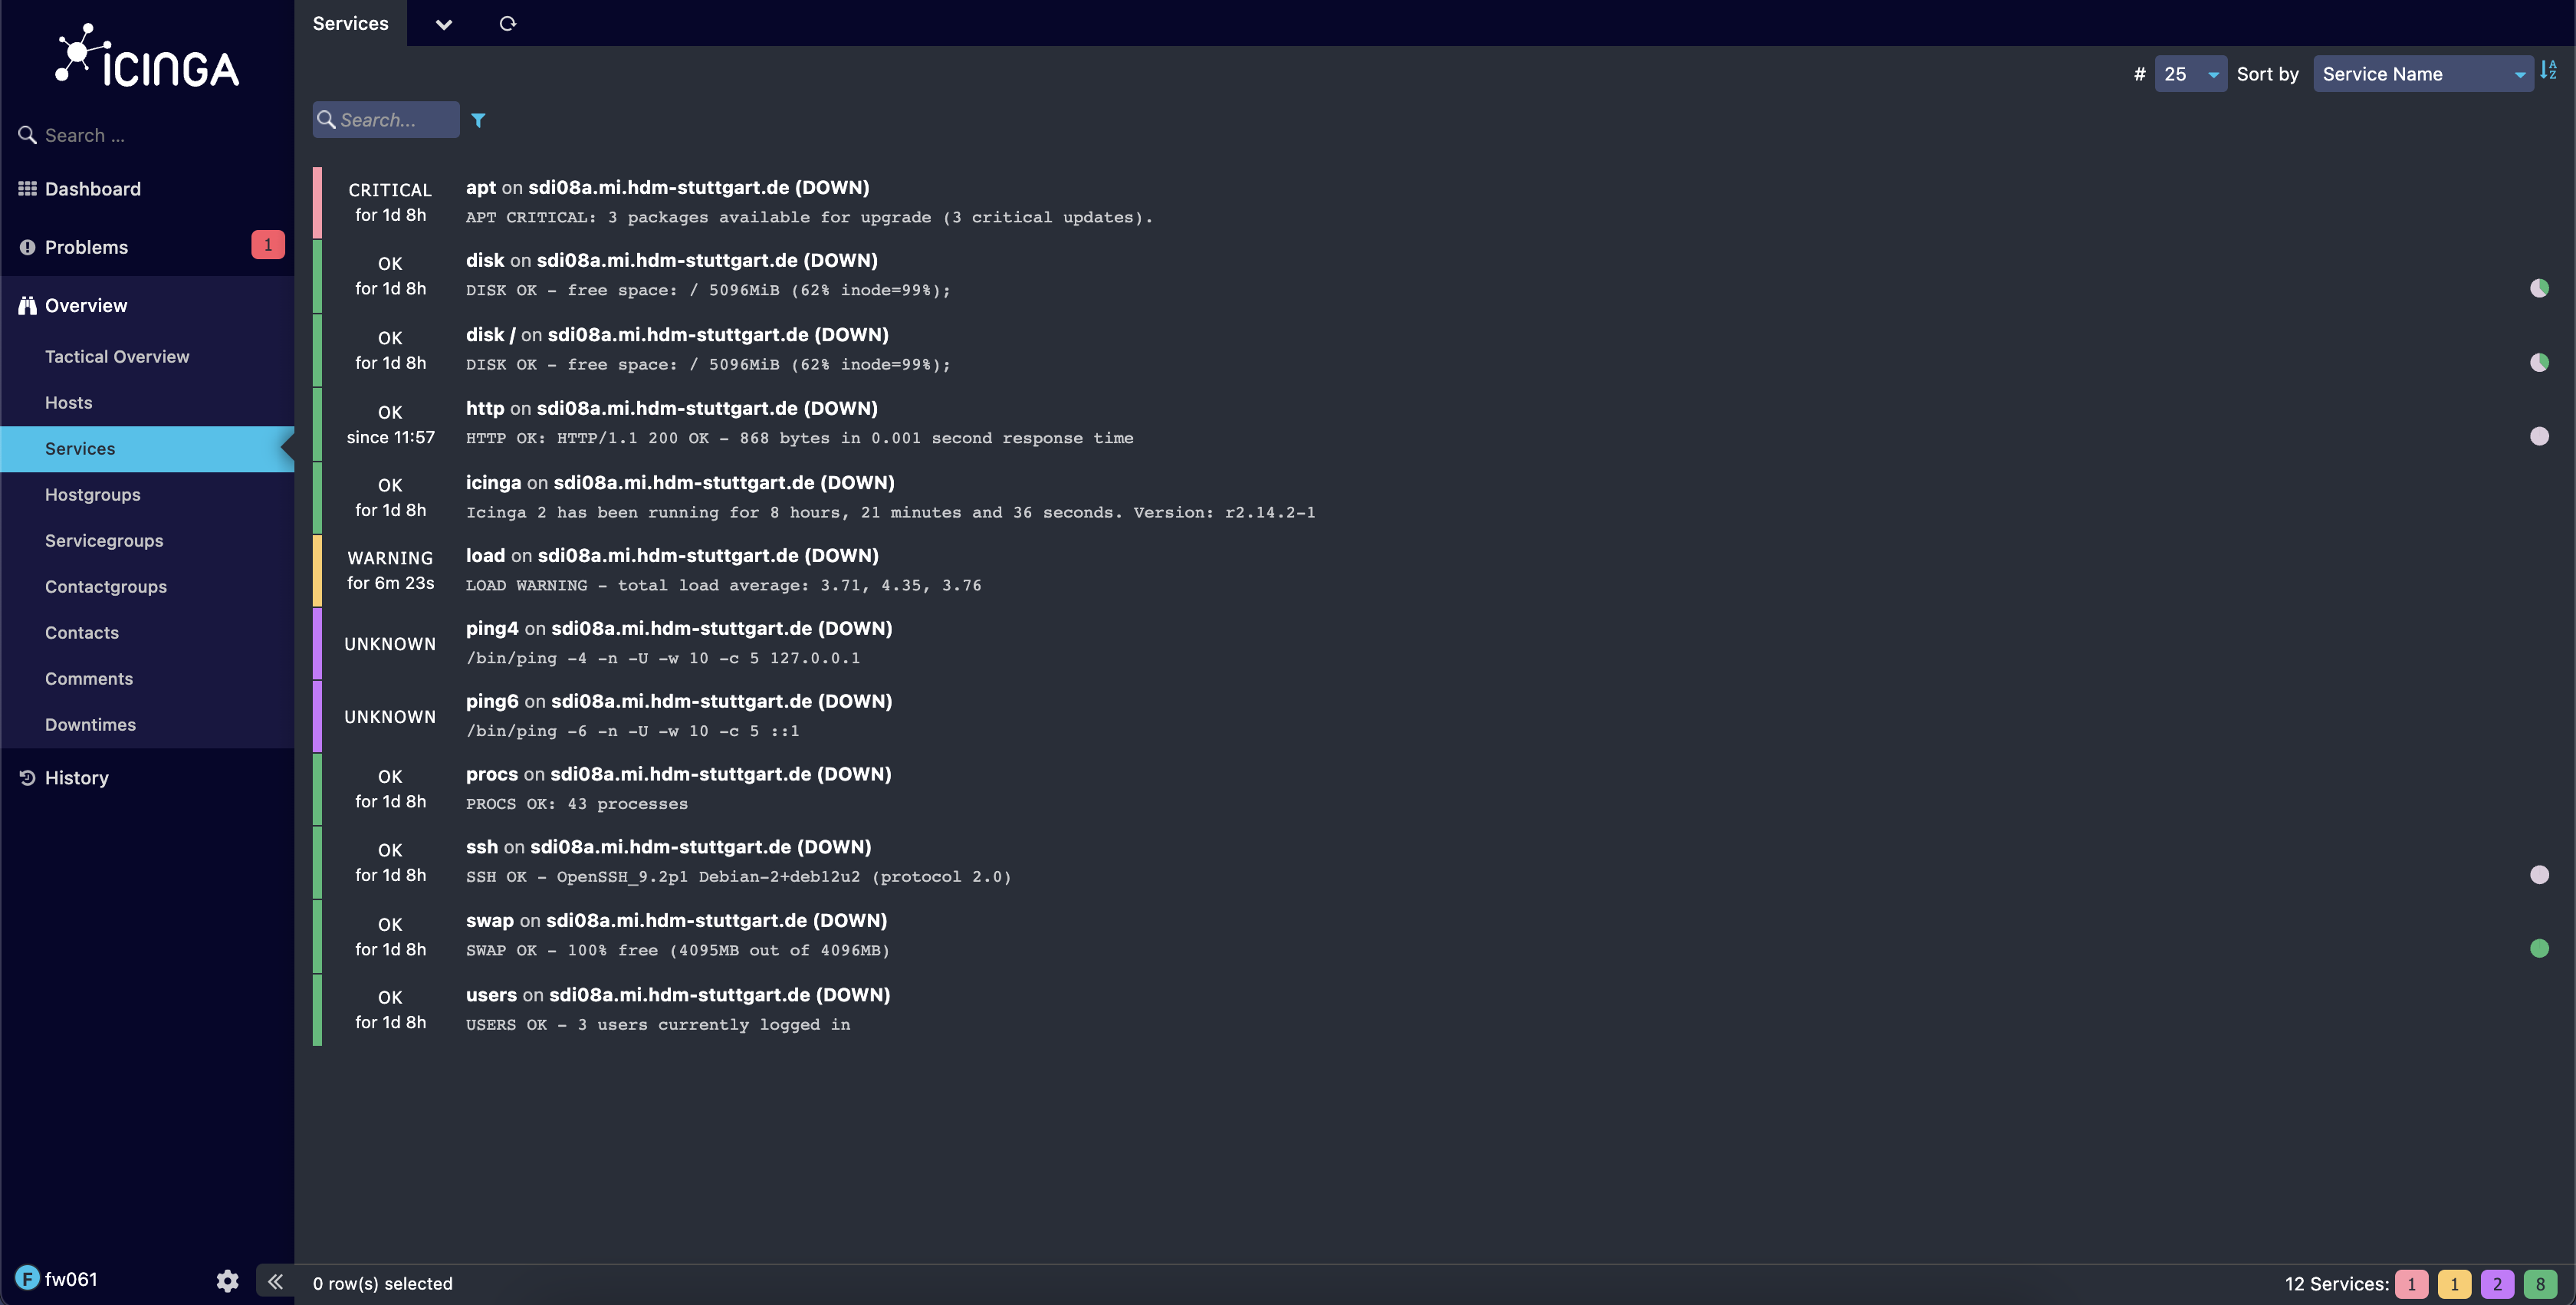 ICINGA
Search ...
Dashboard
Problems 1
Overview
Tactical Overview
Hosts
Services
Hostgroups
Servicegroups
Contactgroups
Contacts
Comments
Downtimes
History
F fw061
Services
# 25 Sort by Service Name
Search...
CRITICAL
for 1d 8h
apt on sdi08a.mi.hdm-stuttgart.de (DOWN)
APT CRITICAL: 3 packages available for upgrade (3 critical updates).
OK
for 1d 8h
disk on sdi08a.mi.hdm-stuttgart.de (DOWN)
DISK OK - free space: / 5096MiB (62% inode=99%);
OK
for 1d 8h
disk / on sdi08a.mi.hdm-stuttgart.de (DOWN)
DISK OK - free space: / 5096MiB (62% inode=99%);
OK
since 11:57
http on sdi08a.mi.hdm-stuttgart.de (DOWN)
HTTP OK: HTTP/1.1 200 OK - 868 bytes in 0.001 second response time
OK
for 1d 8h
icinga on sdi08a.mi.hdm-stuttgart.de (DOWN)
Icinga 2 has been running for 8 hours, 21 minutes and 36 seconds. Version: r2.14.2-1
WARNING
for 6m 23s
load on sdi08a.mi.hdm-stuttgart.de (DOWN)
LOAD WARNING - total load average: 3.71, 4.35, 3.76
UNKNOWN
ping4 on sdi08a.mi.hdm-stuttgart.de (DOWN)
/bin/ping -4 -n -U -w 10 -c 5 127.0.0.1
UNKNOWN
ping6 on sdi08a.mi.hdm-stuttgart.de (DOWN)
/bin/ping -6 -n -U -w 10 -c 5 ::1
OK
for 1d 8h
procs on sdi08a.mi.hdm-stuttgart.de (DOWN)
PROCS OK: 43 processes
OK
for 1d 8h
ssh on sdi08a.mi.hdm-stuttgart.de (DOWN)
SSH OK - OpenSSH_9.2p1 Debian-2+deb12u2 (protocol 2.0)
OK
for 1d 8h
swap on sdi08a.mi.hdm-stuttgart.de (DOWN)
SWAP OK - 100% free (4095MB out of 4096MB)
OK
for 1d 8h
users on sdi08a.mi.hdm-stuttgart.de (DOWN)
USERS OK - 3 users currently logged in
0 row(s) selected
12 Services: 1 1 2 8